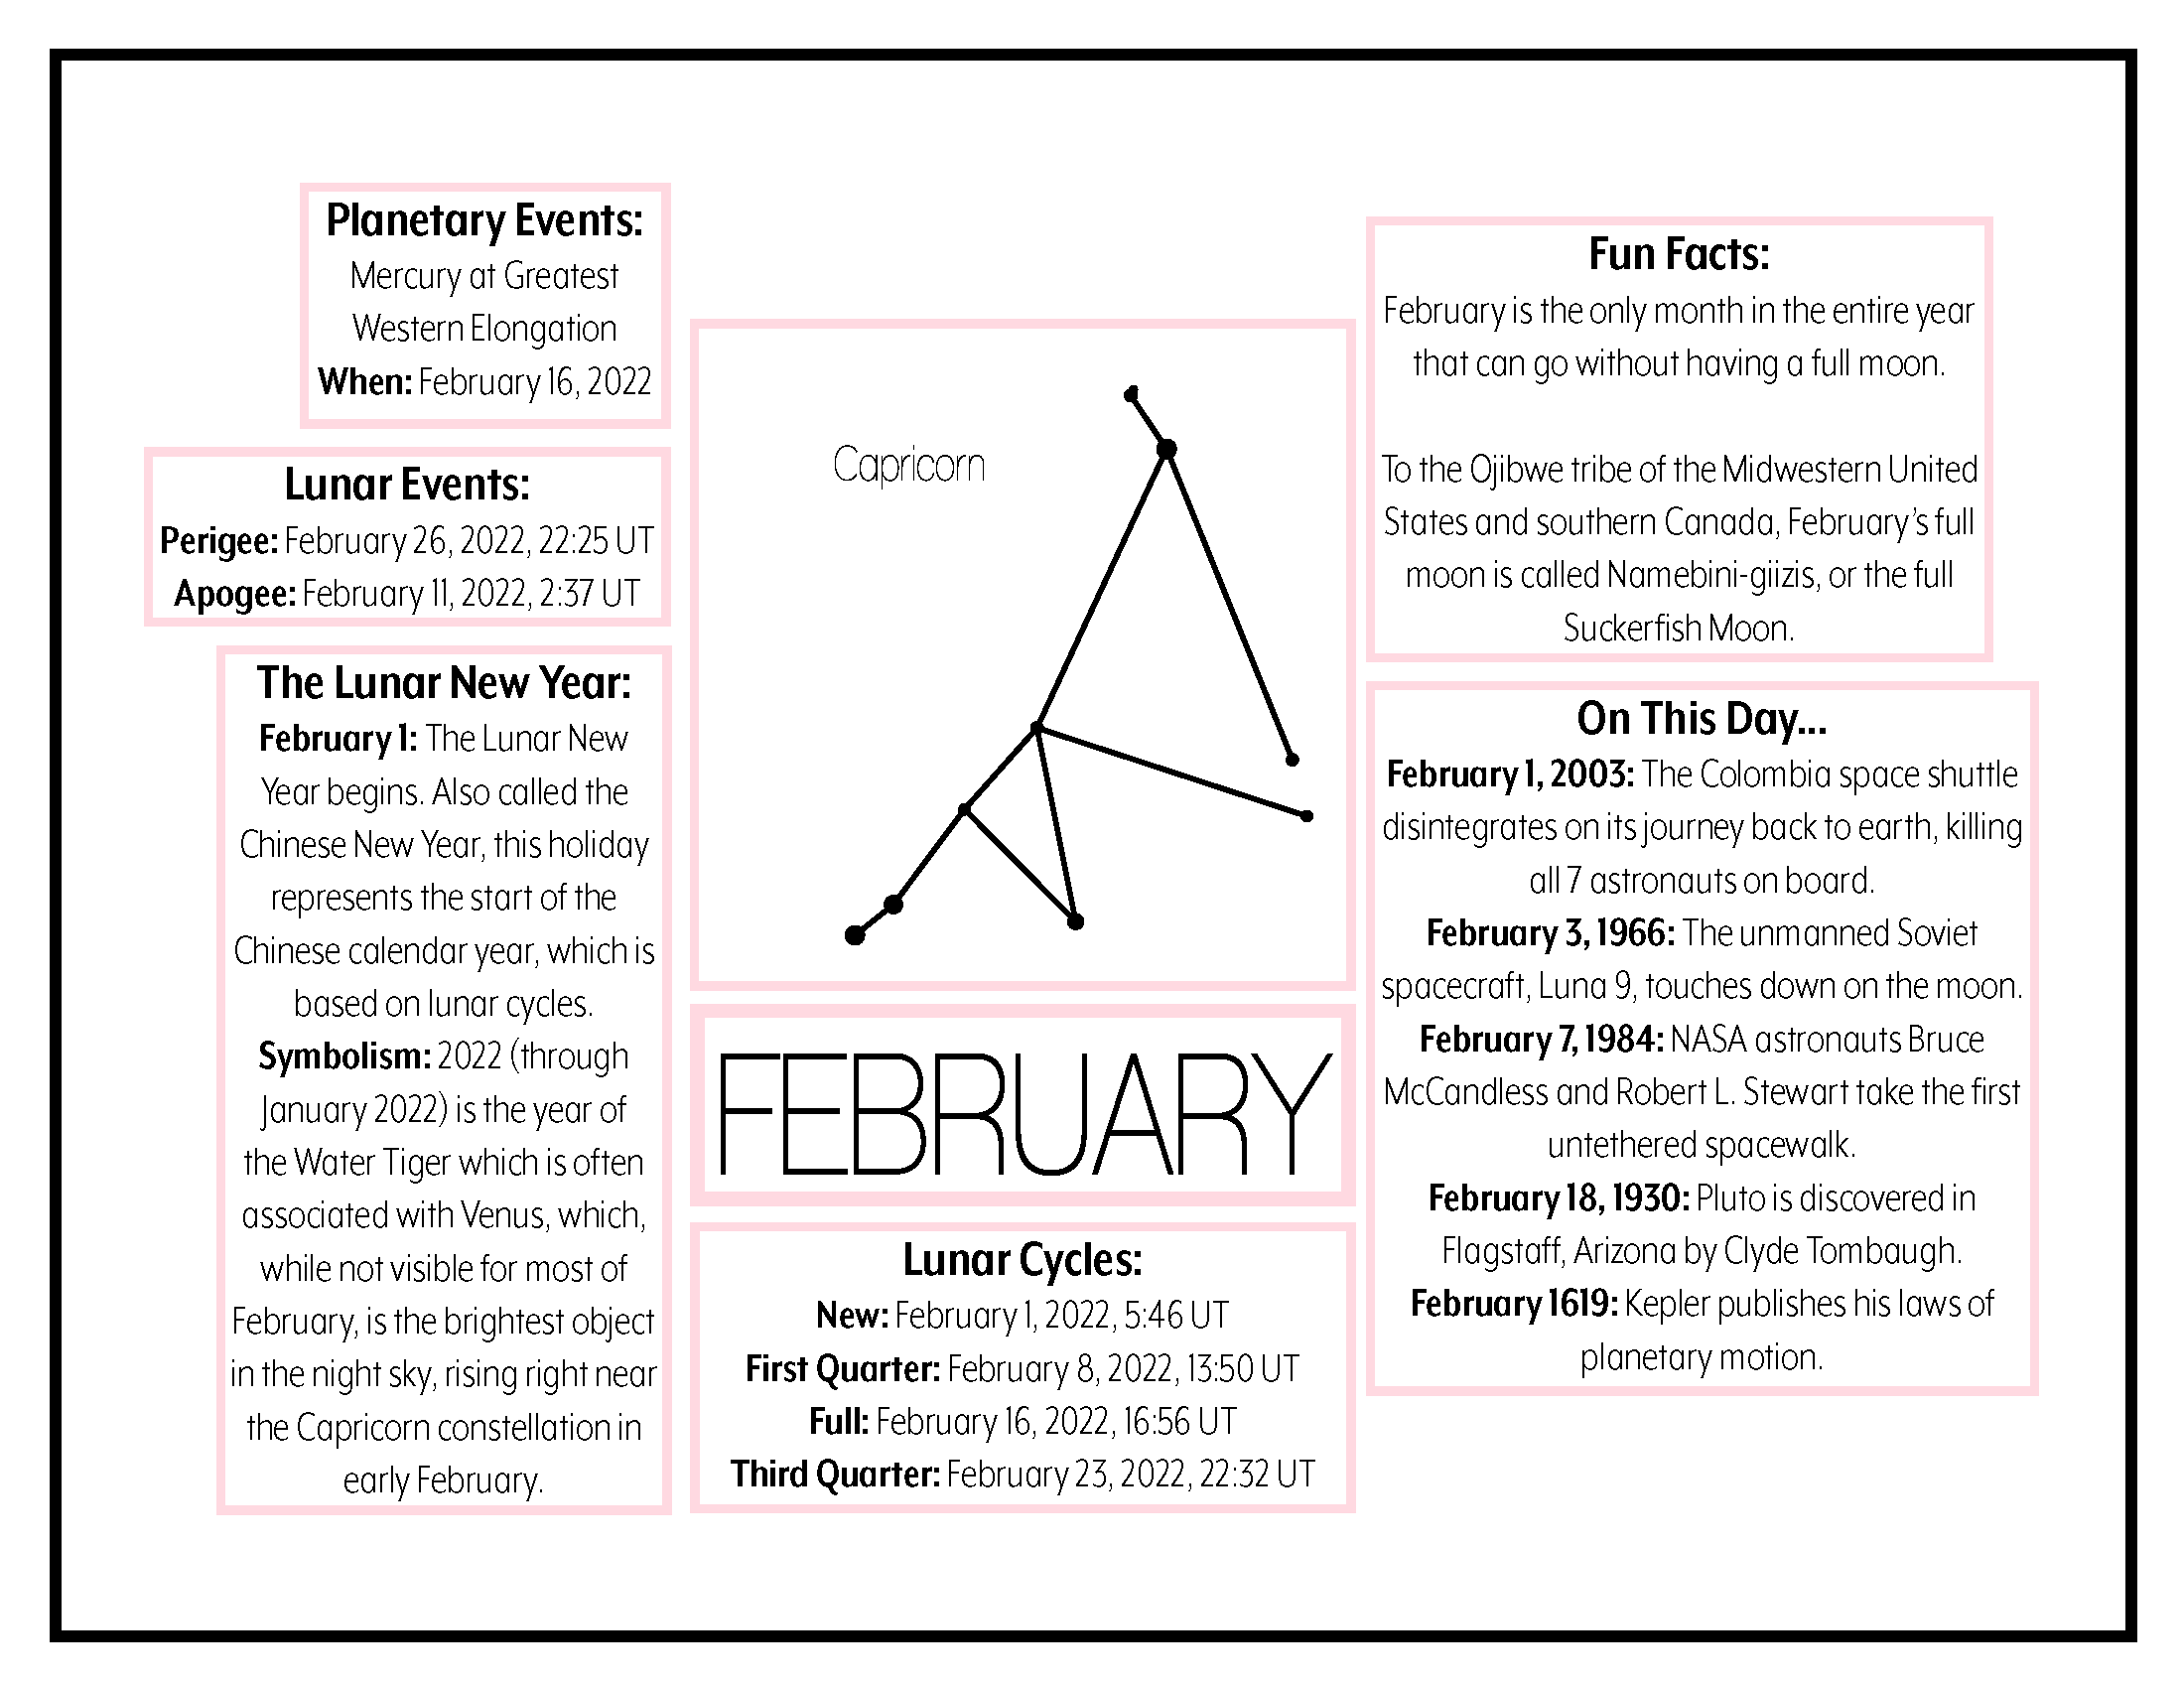 Planetary Events:
Mercury at Greatest
Western Elongation
When: February 16, 2022
Lunar Events:
Perigee: February 26, 2022, 22:25 UT
Apogee: February 11, 2022, 2:37 UT
The Lunar New Year:
February 1: The Lunar New
Year begins. Also called the
Chinese New Year, this holiday
represents the start of the
Chinese calendar year, which is
based on lunar cycles.
Symbolism: 2022 (through
January 2022) is the year of
the Water Tiger which is often
associated with Venus, which,
while not visible for most of
February, is the brightest object
in the night sky, rising right near
the Capricorn constellation in
early February.
Capricorn
FEBRUARY
Lunar Cycles:
New: February 1, 2022, 5:46 UT
First Quarter: February 8, 2022, 13:50 UT
Full: February 16, 2022, 16:56 UT
Third Quarter: February 23, 2022, 22:32 UT
Fun Facts:
February is the only month in the entire year
that can go without having a full moon.
To the Ojibwe tribe of the Midwestern United
States and southern Canada, February's full
moon is called Namebini-giizis, or the full
Suckerfish Moon.
On This Day...
February 1, 2003: The Colombia space shuttle
disintegrates on its journey back to earth, killing
all 7 astronauts on board.
February 3, 1966: The unmanned Soviet
spacecraft, Luna 9, touches down on the moon.
February 7, 1984: NASA astronauts Bruce
McCandless and Robert L. Stewart take the first
untethered spacewalk.
February 18, 1930: Pluto is discovered in
Flagstaff, Arizona by Clyde Tombaugh.
February 1619: Kepler publishes his laws of
planetary motion.